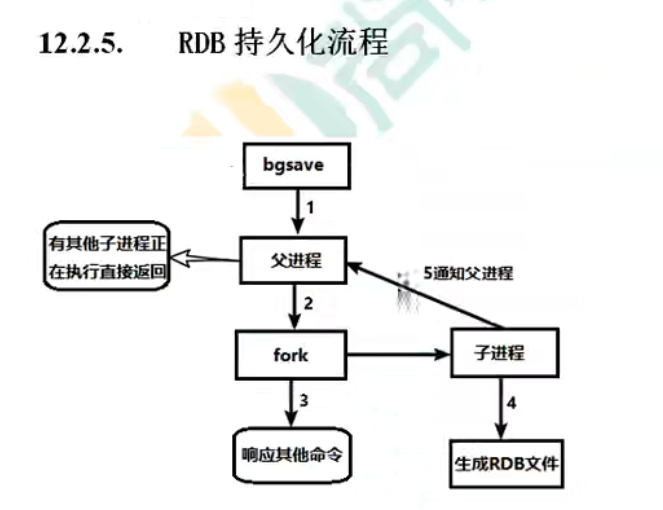 12.2.5. RDB 持久化流程
bgsave
1
有其他子进程正
在执行直接返回
父进程
5通知父进程
2
fork
子进程
3
4
响应其他命令
生成RDB文件